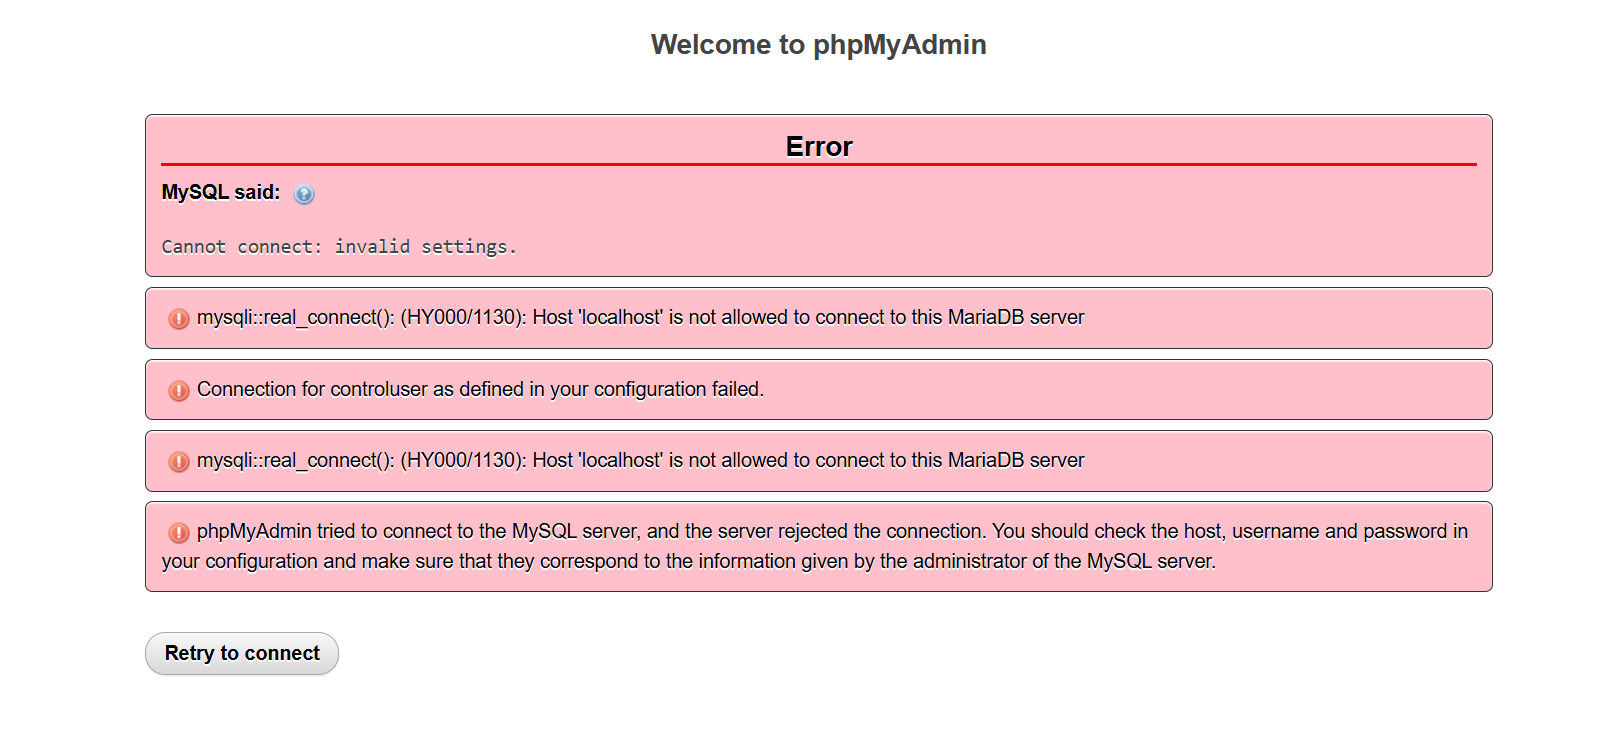 Welcome to phpMyAdmin
Error
MySQL said:
Cannot connect: invalid settings.
mysqli::real_connect(): (HY000/1130): Host 'localhost' is not allowed to connect to this MariaDB server
Connection for controluser as defined in your configuration failed.
mysqli::real_connect(): (HY000/1130): Host 'localhost' is not allowed to connect to this MariaDB server
phpMyAdmin tried to connect to the MySQL server, and the server rejected the connection. You should check the host, username and password in
your configuration and make sure that they correspond to the information given by the administrator of the MySQL server.
Retry to connect